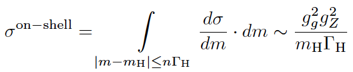 σ^{on-shell} = ∫_{|m−m_H|≤nΓ_H} dσ/dm · dm ∼ g_g^2 g_Z^2 / m_H Γ_H